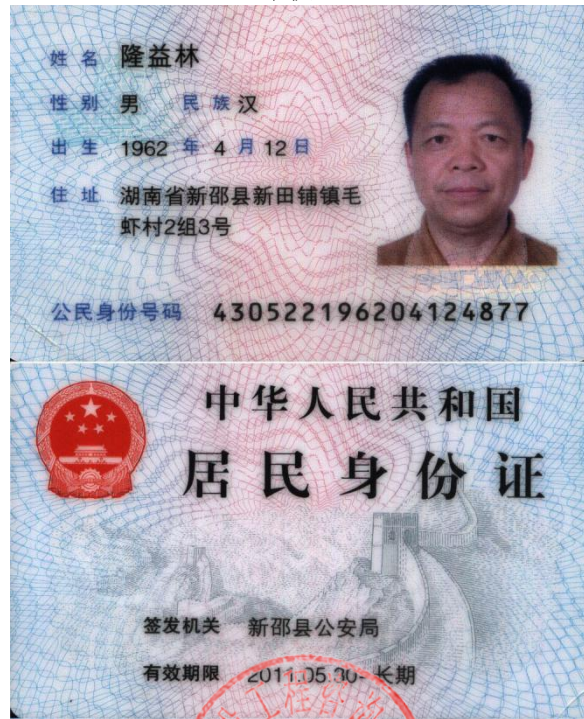 姓名 隆益林
性别 男 民族 汉
出生 1962 年 4 月 12 日
住址 湖南省新邵县新田铺镇毛
虾村2组3号
公民身份号码 430522196204124877
中华人民共和国
居民身份证
签发机关 新邵县公安局
有效期限 2011.05.30-长期